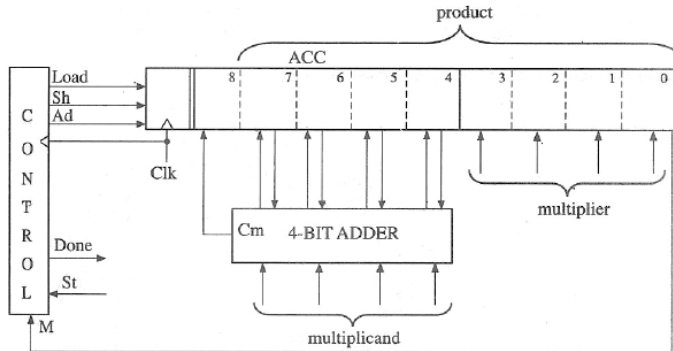 product
ACC
8 7 6 5 4 3 2 1 0
Load
Sh
Ad
CONTROL
Clk
multiplier
Cm 4-BIT ADDER
Done
St
multiplicand
M